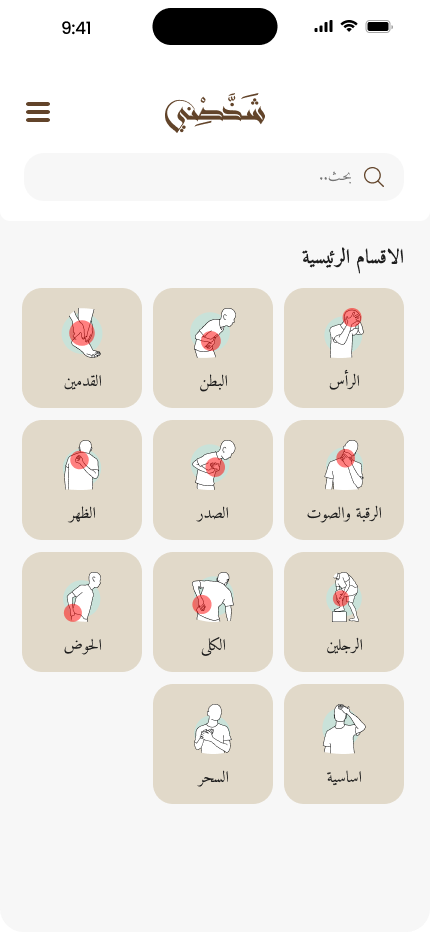 9:41
شَخِّصْنِي
بحث..
الاقسام الرئيسية
الرأس
البطن
القدمين
الرقبة والصوت
الصدر
الظهر
الرجلين
الكلى
الحوض
اساسية
السحر